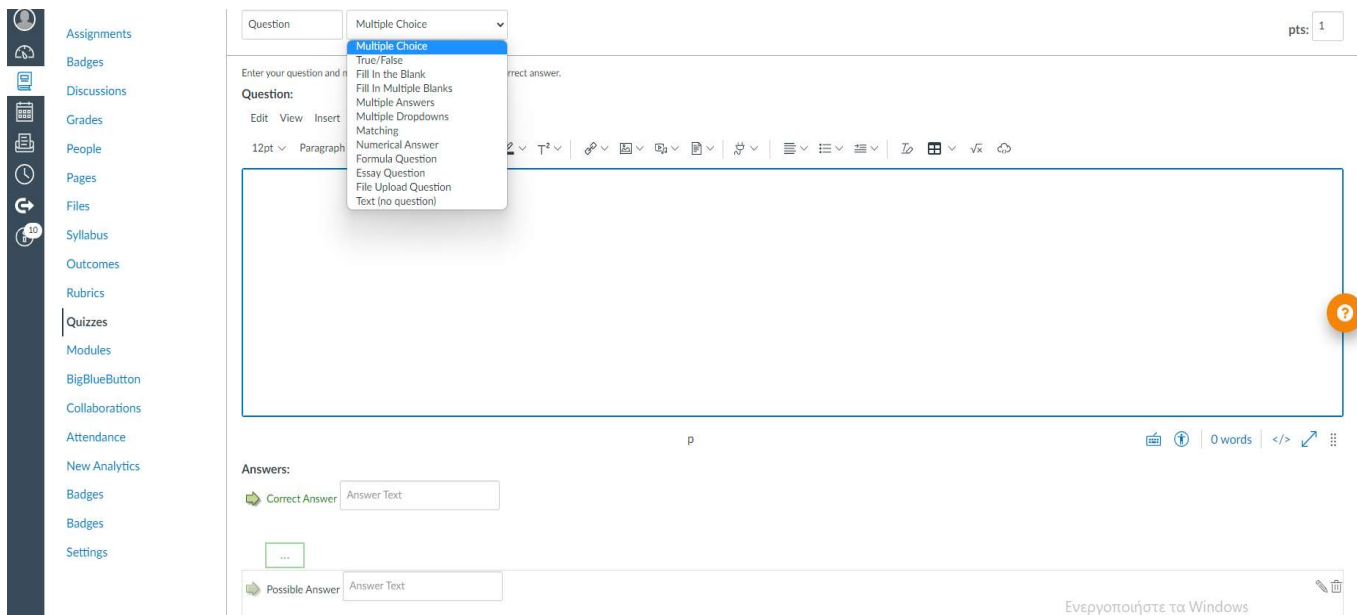 Question
Multiple Choice
pts: 1
Multiple Choice
True/False
Fill In the Blank
Fill In Multiple Blanks
Multiple Answers
Multiple Dropdowns
Matching
Numerical Answer
Formula Question
Essay Question
File Upload Question
Text (no question)
Assignments
Badges
Discussions
Grades
People
Pages
Files
Syllabus
Outcomes
Rubrics
Quizzes
Modules
BigBlueButton
Collaborations
Attendance
New Analytics
Badges
Badges
Settings
10
Enter your question and
rrect answer.
Question:
Edit View Insert
12pt Paragraph
T²
p
0 words </>
Answers:
Correct Answer Answer Text
...
Possible Answer Answer Text
Ενεργοποιήστε τα Windows